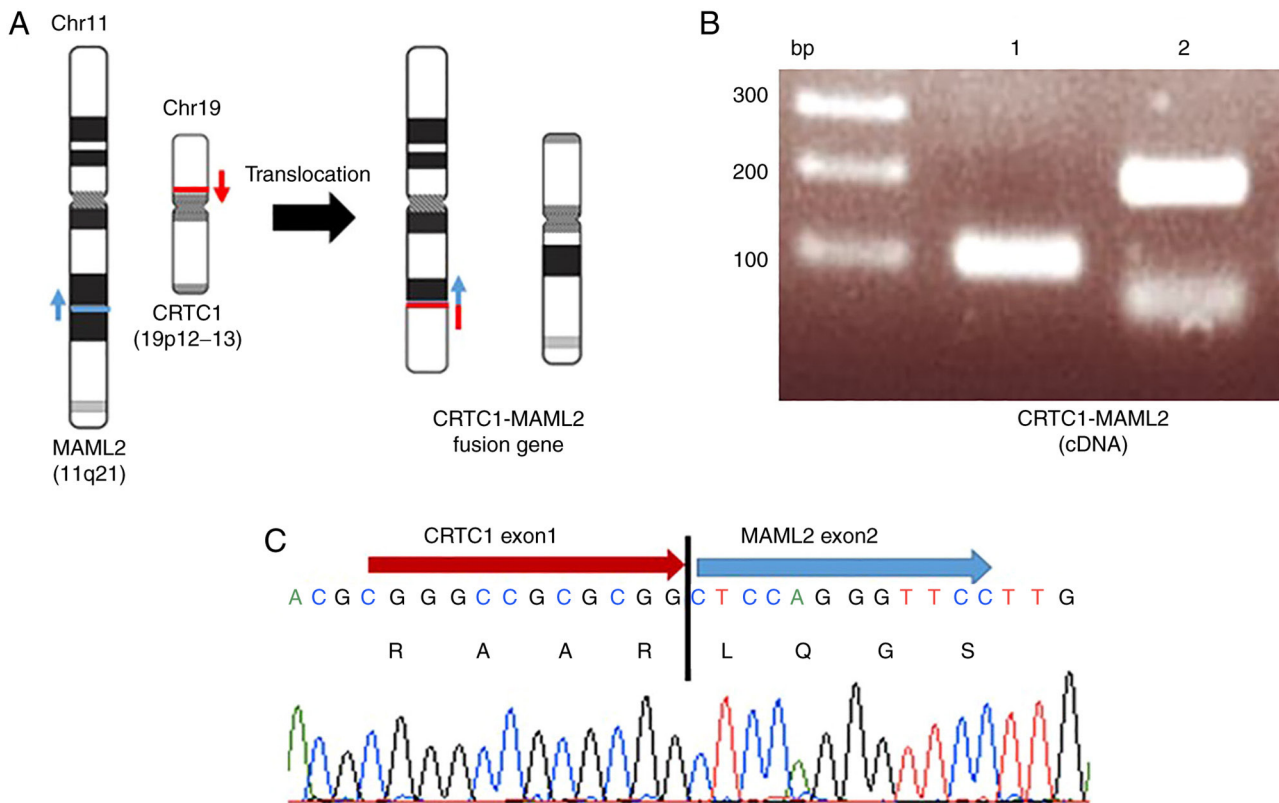 A
Chr11
Chr19
Translocation
CRTC1
(19p12–13)
MAML2
(11q21)
CRTC1-MAML2
fusion gene
B
bp 1 2
300
200
100
CRTC1-MAML2
(cDNA)
C
CRTC1 exon1 MAML2 exon2
A C G C G G G C C G C G C G G C T C C A G G G T T C C T T G
R A A R L Q G S